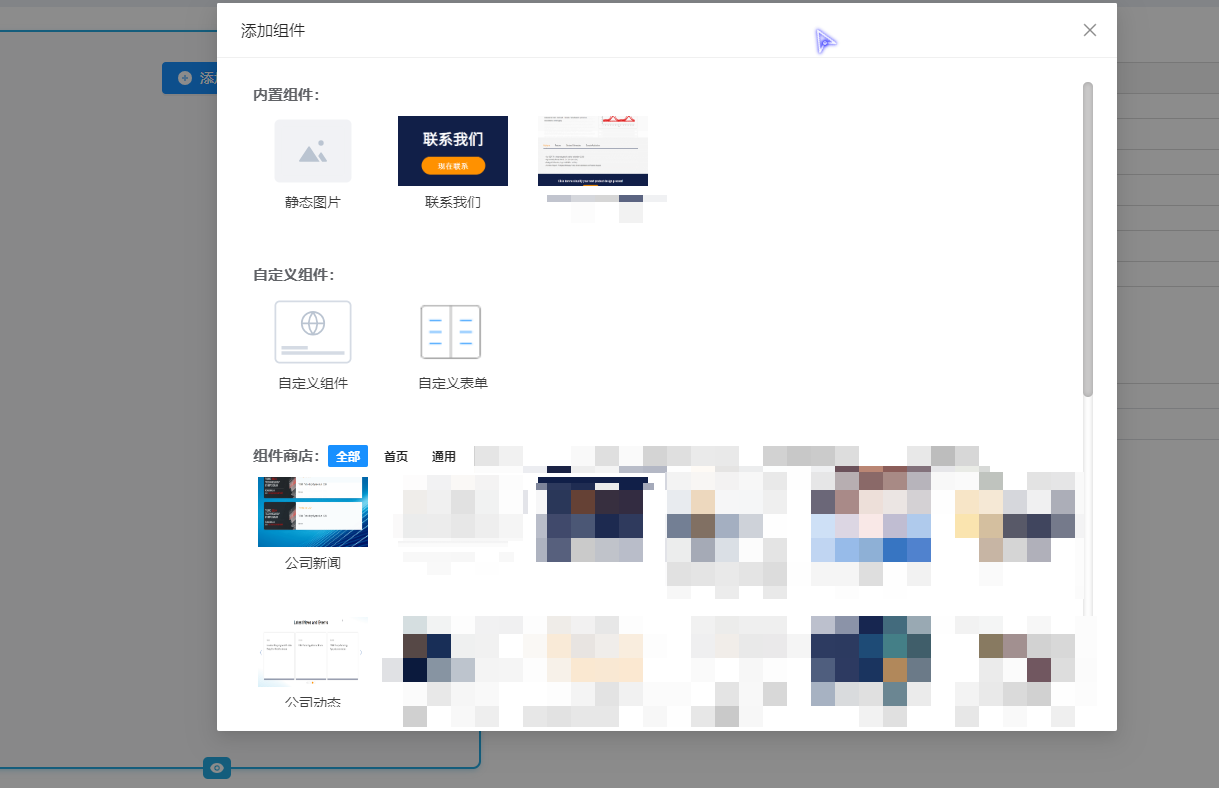 添加组件
内置组件：
联系我们
现在联系
静态图片
联系我们
自定义组件：
自定义组件
自定义表单
组件商店：
全部
首页
通用
公司新闻
Latest News and Events
公司动态